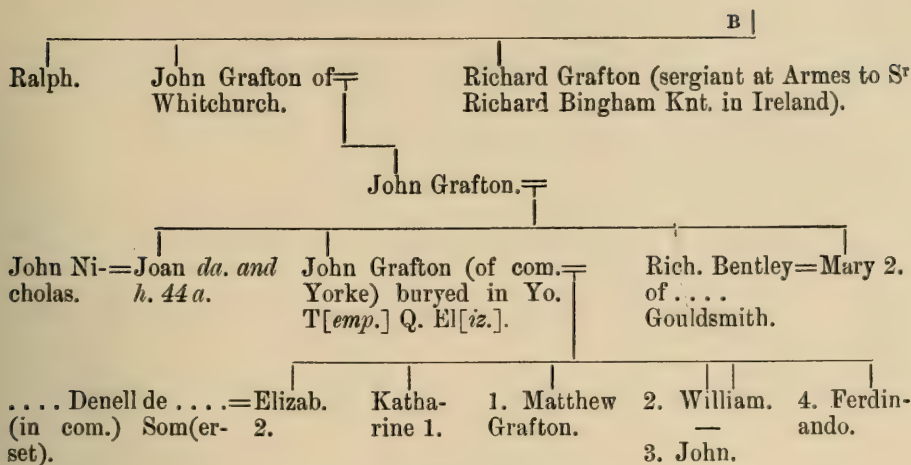 B
Ralph.
John Grafton of
Whitchurch.
Richard Grafton (sergiant at Armes to Sʳ
Richard Bingham Knt. in Ireland).
John Grafton.
John Ni-=Joan da. and
cholas. h. 44 a.
John Grafton (of com.
Yorke) buryed in Yo.
T[emp.] Q. El[iz.].
Rich. Bentley=Mary 2.
of . . . .
Gouldsmith.
. . . . Denell de . . . .=Elizab.
(in com.) Som(er- 2.
set).
Katha-
rine 1.
1. Matthew
Grafton.
2. William.
—
3. John.
4. Ferdin-
ando.